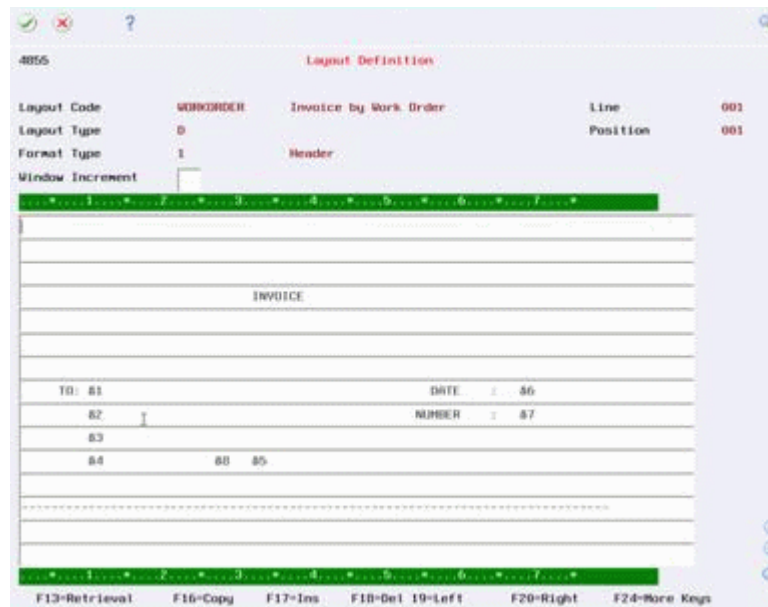 ?
4055 Layout Definition
Layout Code WORKORDER Invoice by Work Order Line 001
Layout Type D Position 001
Format Type 1 Header
Window Increment
....*....1....*....2....*....3....*....4....*....5....*....6....*....7....*
INVOICE
TO: &1 DATE : &6
&2 NUMBER : &7
&3
&4 &8 &5
--------------------------------------------------------------------------------
....*....1....*....2....*....3....*....4....*....5....*....6....*....7....*
F13=Retrieval F16=Copy F17=Ins F18=Del 19=Left F20=Right F24=More Keys